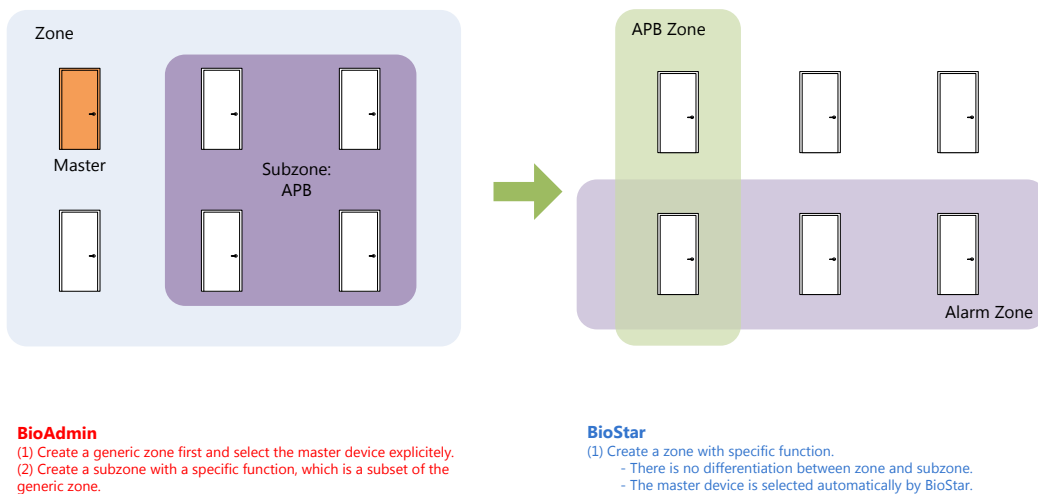 Zone
Master
Subzone:
APB
APB Zone
Alarm Zone
BioAdmin
(1) Create a generic zone first and select the master device explicitely.
(2) Create a subzone with a specific function, which is a subset of the
generic zone.
BioStar
(1) Create a zone with specific function.
- There is no differentiation between zone and subzone.
- The master device is selected automatically by BioStar.